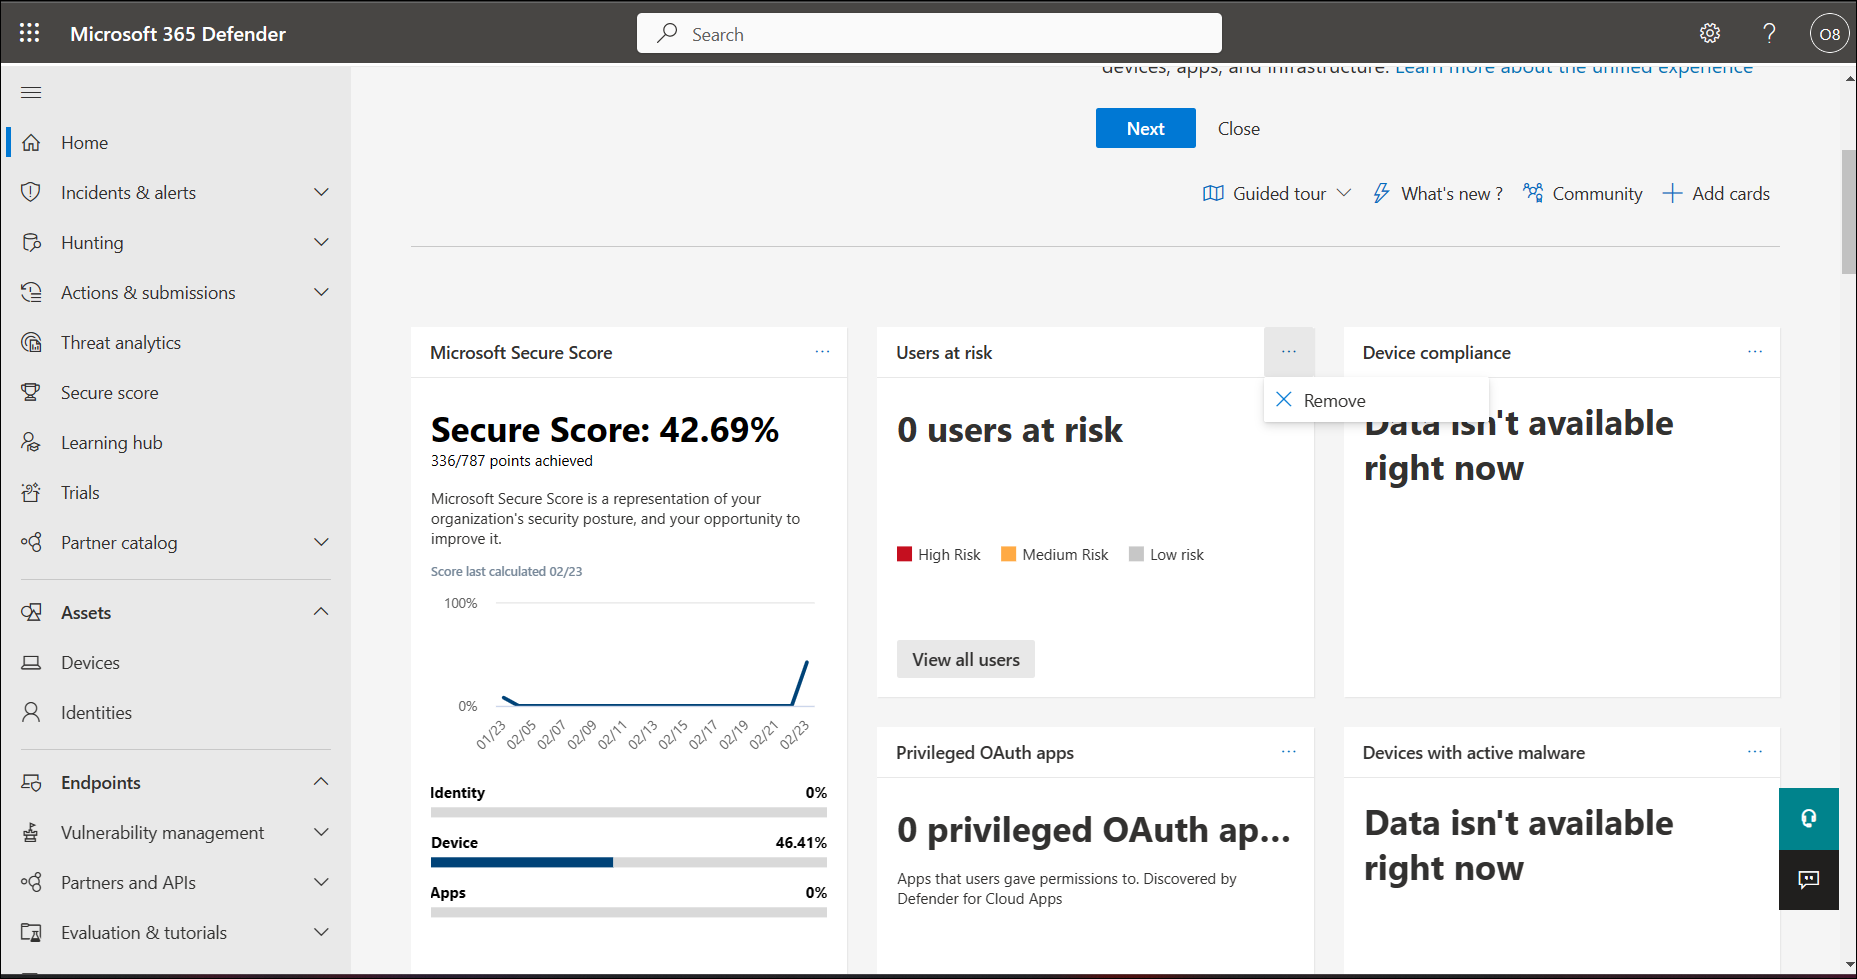 Microsoft 365 Defender
Search
O8
devices, apps, and infrastructure. Learn more about the unified experience
Next
Close
Guided tour
What's new ?
Community
Add cards
Home
Incidents & alerts
Hunting
Actions & submissions
Threat analytics
Secure score
Learning hub
Trials
Partner catalog
Assets
Devices
Identities
Endpoints
Vulnerability management
Partners and APIs
Evaluation & tutorials
Microsoft Secure Score
Secure Score: 42.69%
336/787 points achieved
Microsoft Secure Score is a representation of your
organization's security posture, and your opportunity to
improve it.
Score last calculated 02/23
100%
0%
01/23
02/05
02/07
02/09
02/11
02/13
02/15
02/17
02/19
02/21
02/23
Identity 0%
Device 46.41%
Apps 0%
Users at risk
Remove
0 users at risk
High Risk
Medium Risk
Low risk
View all users
Device compliance
Data isn't available
right now
Privileged OAuth apps
0 privileged OAuth ap...
Apps that users gave permissions to. Discovered by
Defender for Cloud Apps
Devices with active malware
Data isn't available
right now